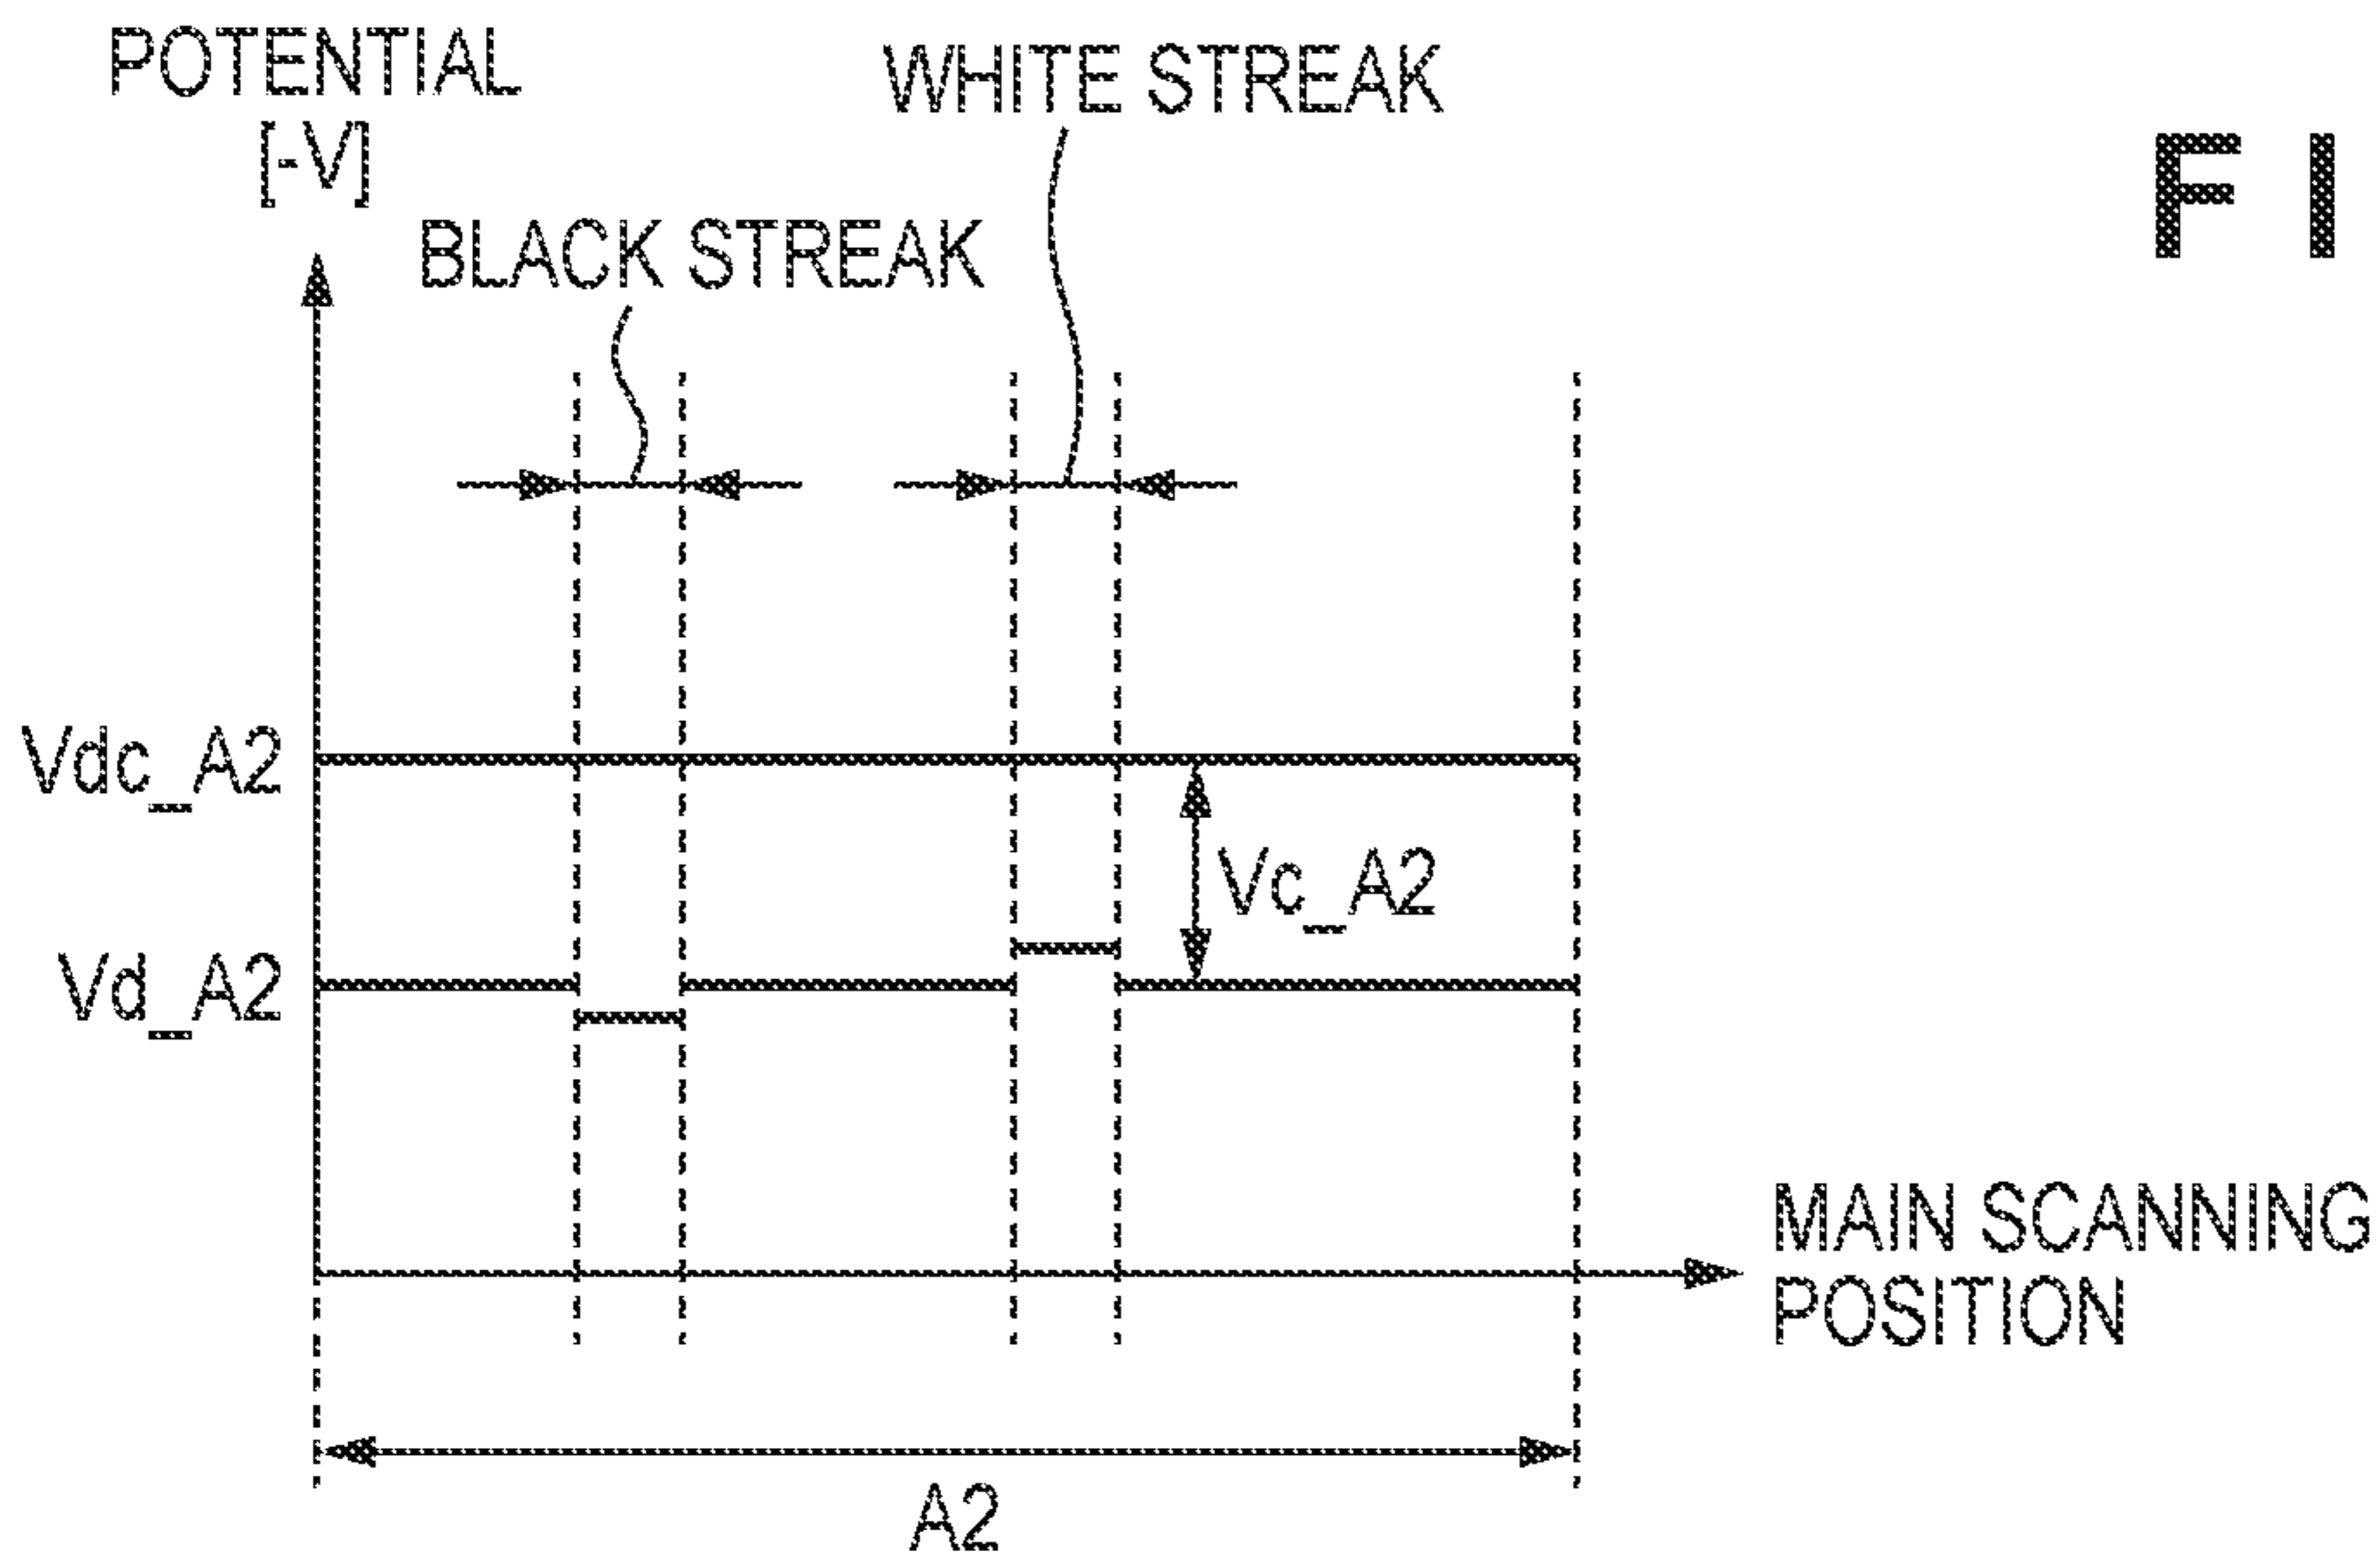 POTENTIAL
[-V]
WHITE STREAK
F I
BLACK STREAK
Vdc_A2
Vc_A2
Vd_A2
MAIN SCANNING
POSITION
A2